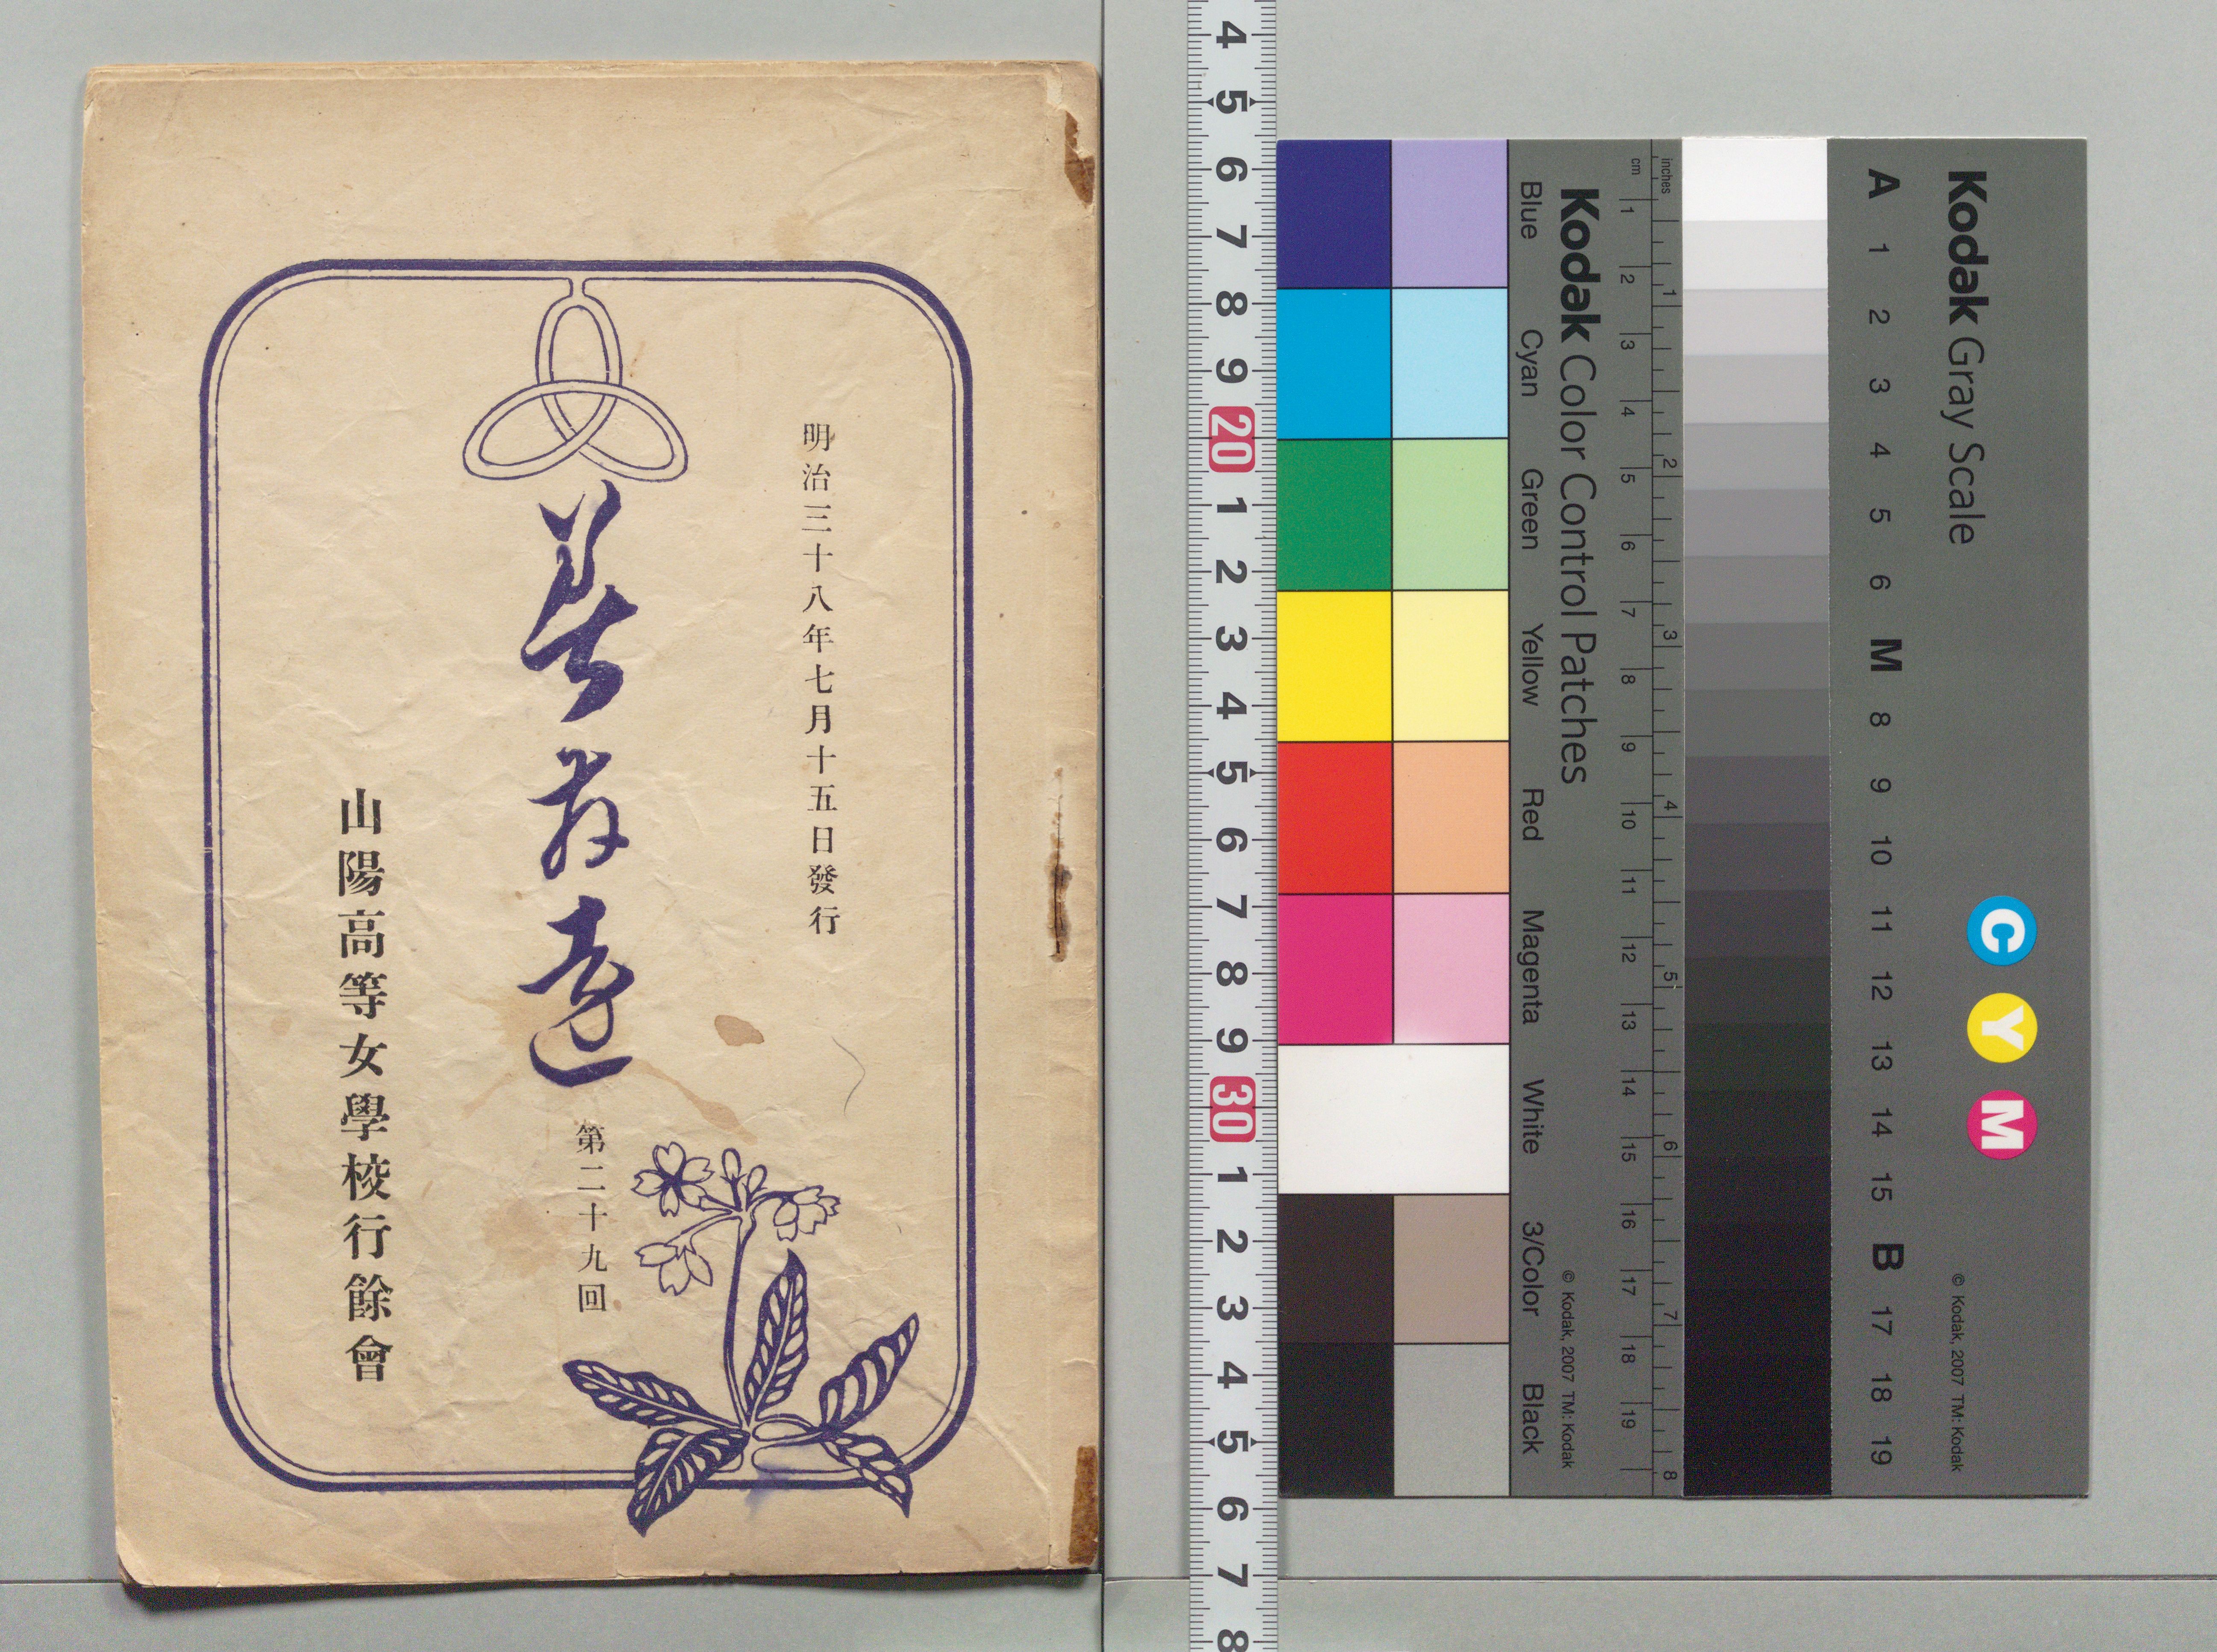 明治三十八年七月十五日發行
美散遠
第二十九回
山陽高等女學校行餘會
4
5
6
7
8
9
20
1
2
3
4
5
6
7
8
9
30
1
2
3
4
5
6
7
8
Kodak Color Control Patches
© Kodak, 2007 TM: Kodak
Blue Cyan Green Yellow Red Magenta White 3/Color Black
inches 1 2 3 4 5 6 7 8
cm 1 2 3 4 5 6 7 8 9 10 11 12 13 14 15 16 17 18 19
Kodak Gray Scale
C Y M
© Kodak, 2007 TM: Kodak
A 1 2 3 4 5 6 M 8 9 10 11 12 13 14 15 B 17 18 19